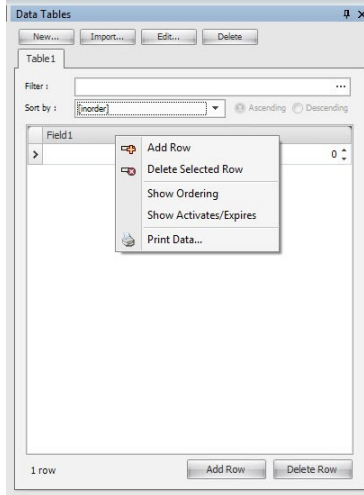 Data Tables
New... Import... Edit... Delete
Table1
Filter :
...
Sort by : [inorder] Ascending Descending
Field1
0
Add Row
Delete Selected Row
Show Ordering
Show Activates/Expires
Print Data...
1 row Add Row Delete Row